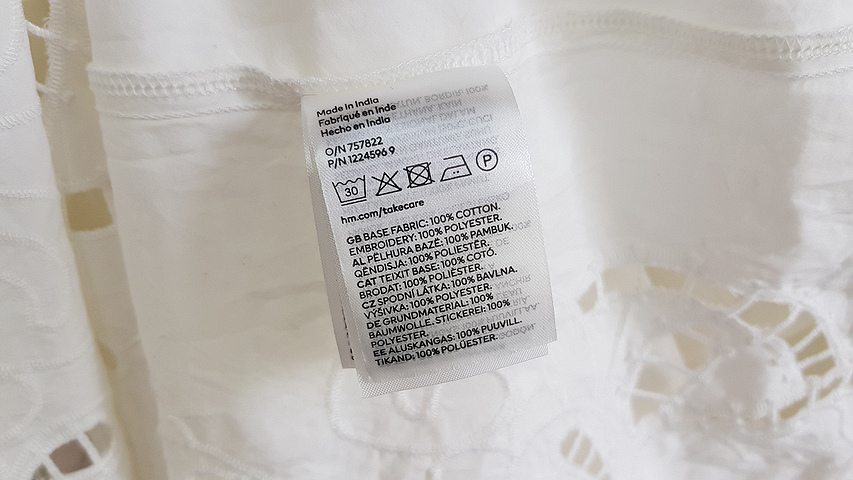 Made in India
Fabriqué en Inde
Hecho en India
O/N 757822
P/N 1224596 9
30
P
hm.com/takecare
GB BASE FABRIC: 100% COTTON.
EMBROIDERY: 100% POLYESTER.
AL PËLHURA BAZË: 100% PAMBUK.
QËNDISJA: 100% POLIESTËR.
CAT TEIXIT BASE: 100% COTÓ.
BRODAT: 100% POLIÈSTER.
CZ SPODNÍ LÁTKA: 100% BAVLNA.
VÝŠIVKA: 100% POLYESTER.
DE GRUNDMATERIAL: 100%
BAUMWOLLE. STICKEREI: 100%
POLYESTER.
EE ALUSKANGAS: 100% PUUVILL.
TIKAND: 100% POLÜESTER.